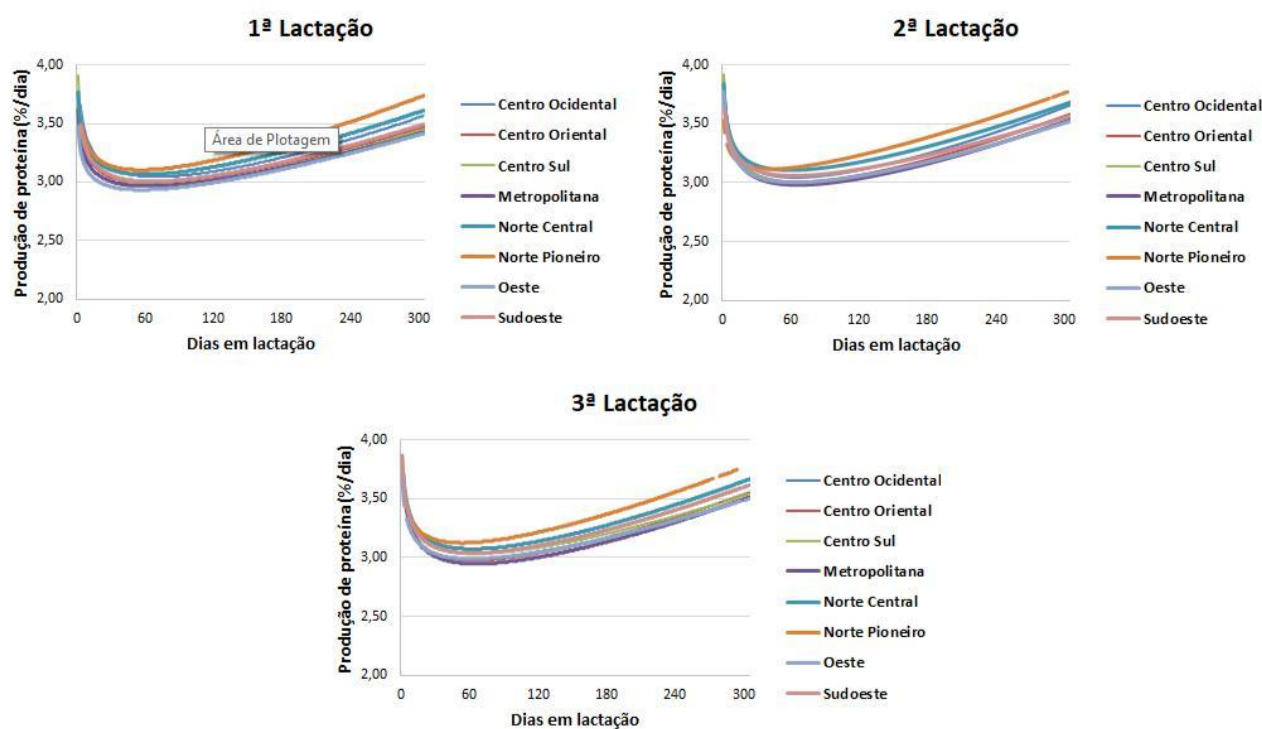 1ª Lactação
Produção de proteína(%/dia)
4,00
3,50
3,00
2,50
2,00
Área de Plotagem
0 60 120 180 240 300
Dias em lactação
Centro Ocidental
Centro Oriental
Centro Sul
Metropolitana
Norte Central
Norte Pioneiro
Oeste
Sudoeste
2ª Lactação
Produção de proteína(%/dia)
4,00
3,50
3,00
2,50
2,00
0 60 120 180 240 300
Dias em lactação
Centro Ocidental
Centro Oriental
Centro Sul
Metropolitana
Norte Central
Norte Pioneiro
Oeste
Sudoeste
3ª Lactação
Produção de proteína(%/dia)
4,00
3,50
3,00
2,50
2,00
0 60 120 180 240 300
Dias em lactação
Centro Ocidental
Centro Oriental
Centro Sul
Metropolitana
Norte Central
Norte Pioneiro
Oeste
Sudoeste